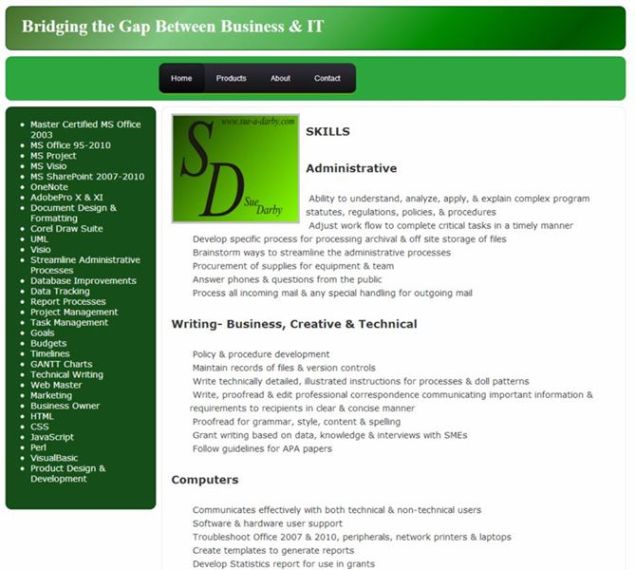 Bridging the Gap Between Business & IT
Home Products About Contact
Master Certified MS Office
2003
MS Office 95-2010
MS Project
MS Visio
MS SharePoint 2007-2010
OneNote
AdobePro X & XI
Document Design &
Formatting
Corel Draw Suite
UML
Visio
Streamline Administrative
Processes
Database Improvements
Data Tracking
Report Processes
Project Management
Task Management
Goals
Budgets
Timelines
GANTT Charts
Technical Writing
Web Master
Marketing
Business Owner
HTML
CSS
JavaScript
Perl
VisualBasic
Product Design &
Development
www.sue-a-darby.com
SD
Sue
Darby
SKILLS
Administrative
Ability to understand, analyze, apply, & explain complex program
statutes, regulations, policies, & procedures
Adjust work flow to complete critical tasks in a timely manner
Develop specific process for processing archival & off site storage of files
Brainstorm ways to streamline the administrative processes
Procurement of supplies for equipment & team
Answer phones & questions from the public
Process all incoming mail & any special handling for outgoing mail
Writing- Business, Creative & Technical
Policy & procedure development
Maintain records of files & version controls
Write technically detailed, illustrated instructions for processes & doll patterns
Write, proofread & edit professional correspondence communicating important information &
requirements to recipients in clear & concise manner
Proofread for grammar, style, content & spelling
Grant writing based on data, knowledge & interviews with SMEs
Follow guidelines for APA papers
Computers
Communicates effectively with both technical & non-technical users
Software & hardware user support
Troubleshoot Office 2007 & 2010, peripherals, network printers & laptops
Create templates to generate reports
Develop Statistics report for use in grants